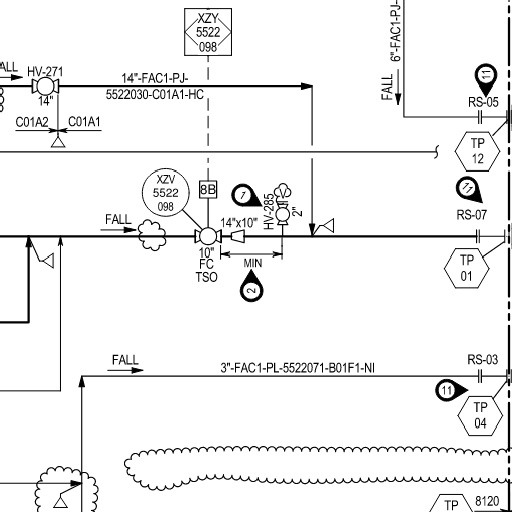 XZY
5522
098
6"-FAC1-PJ-
FALL
11
ALL
HV-271
14"-FAC1-PJ-
5522030-C01A1-HC
14"
RS-05
C01A2
C01A1
TP
12
XZV
5522
098
8B
7
V
HV-285
2"
11
RS-07
FALL
14"x10"
10"
FC
TSO
MIN
2
TP
01
FALL
3"-FAC1-PL-5522071-B01F1-NI
RS-03
11
TP
04
TP
8120